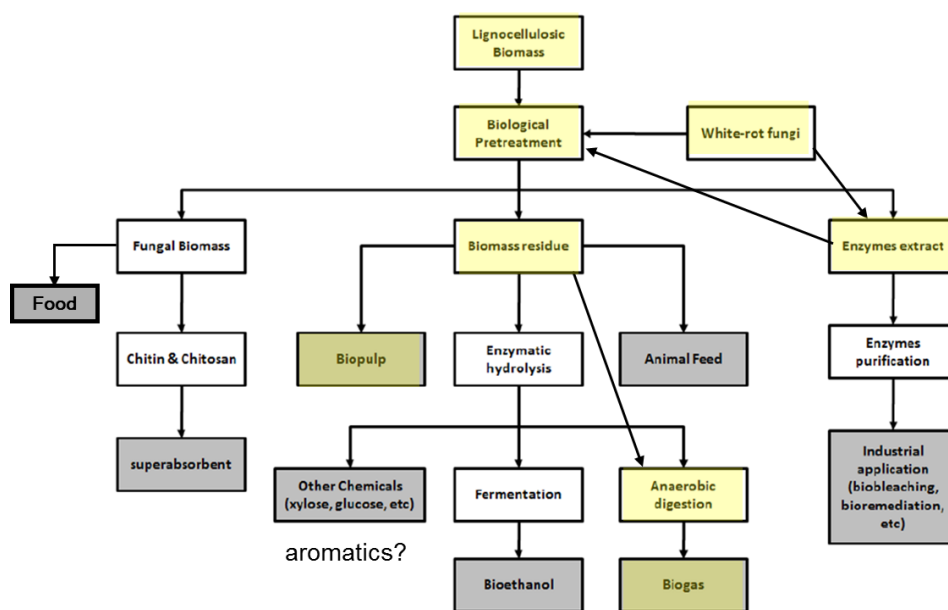 Lignocellulosic
Biomass
Biological
Pretreatment
White-rot fungi
Fungal Biomass
Biomass residue
Enzymes extract
Food
Chitin & Chitosan
Biopulp
Enzymatic
hydrolysis
Animal Feed
Enzymes
purification
superabsorbent
Other Chemicals
(xylose, glucose, etc)
Fermentation
Anaerobic
digestion
Industrial
application
(biobleaching,
bioremediation,
etc)
aromatics?
Bioethanol
Biogas